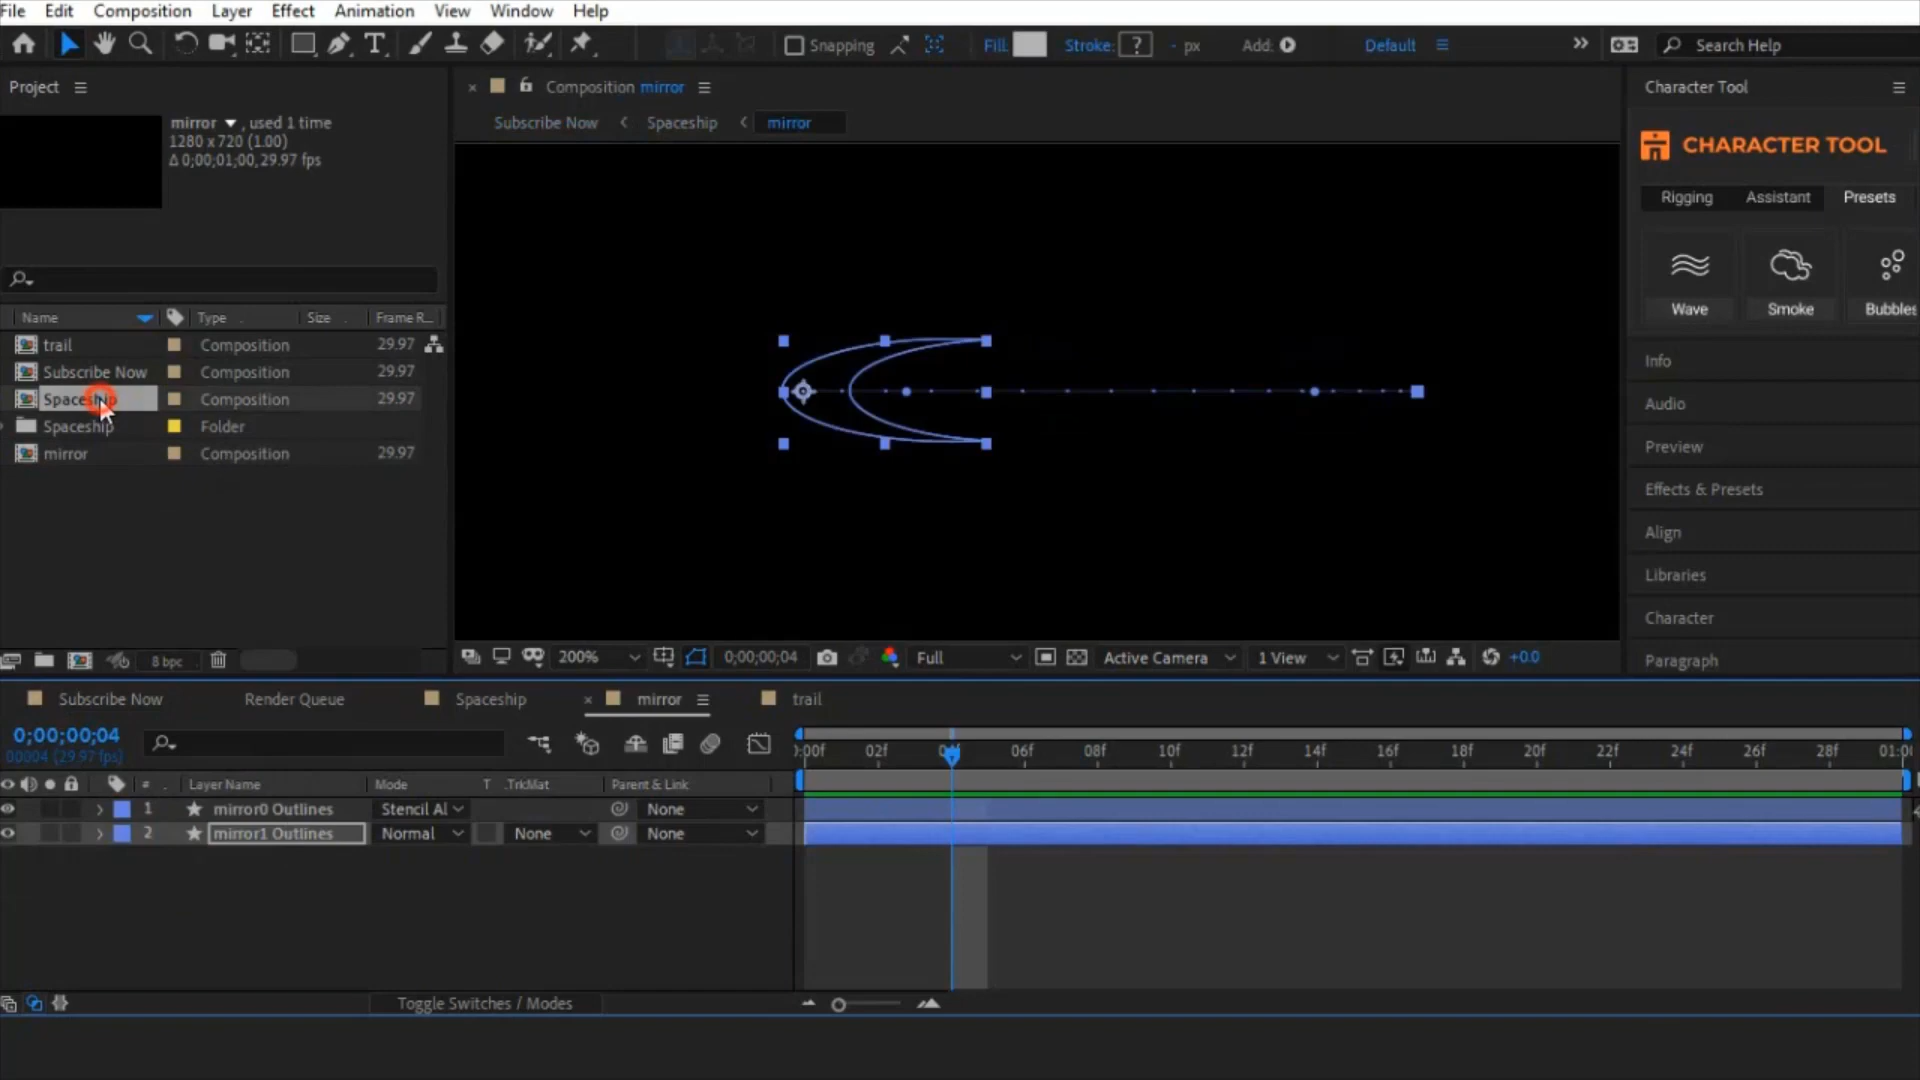 File Edit Composition Layer Effect Animation View Window Help
Snapping Fill Stroke: ? - px Add: Default Search Help
Project
mirror , used 1 time
1280 x 720 (1.00)
Δ 0;00;01;00, 29.97 fps
Composition mirror
Subscribe Now Spaceship mirror
Character Tool
CHARACTER TOOL
Rigging Assistant Presets
Wave Smoke Bubbles
Name Type Size Frame R...
trail Composition 29.97
Subscribe Now Composition 29.97
Spaceship Composition 29.97
Spaceship Folder
mirror Composition 29.97
Info
Audio
Preview
Effects & Presets
Align
Libraries
Character
Paragraph
8 bpc
200% 0;00;00;04 Full Active Camera 1 View +0.0
Subscribe Now Render Queue Spaceship mirror trail
0;00;00;04
00004 (29.97 fps)
):00f 02f 04f 06f 08f 10f 12f 14f 16f 18f 20f 22f 24f 26f 28f 01:0
# Layer Name Mode T .TrkMat Parent & Link
1 mirror0 Outlines Stencil Al None
2 mirror1 Outlines Normal None None
Toggle Switches / Modes